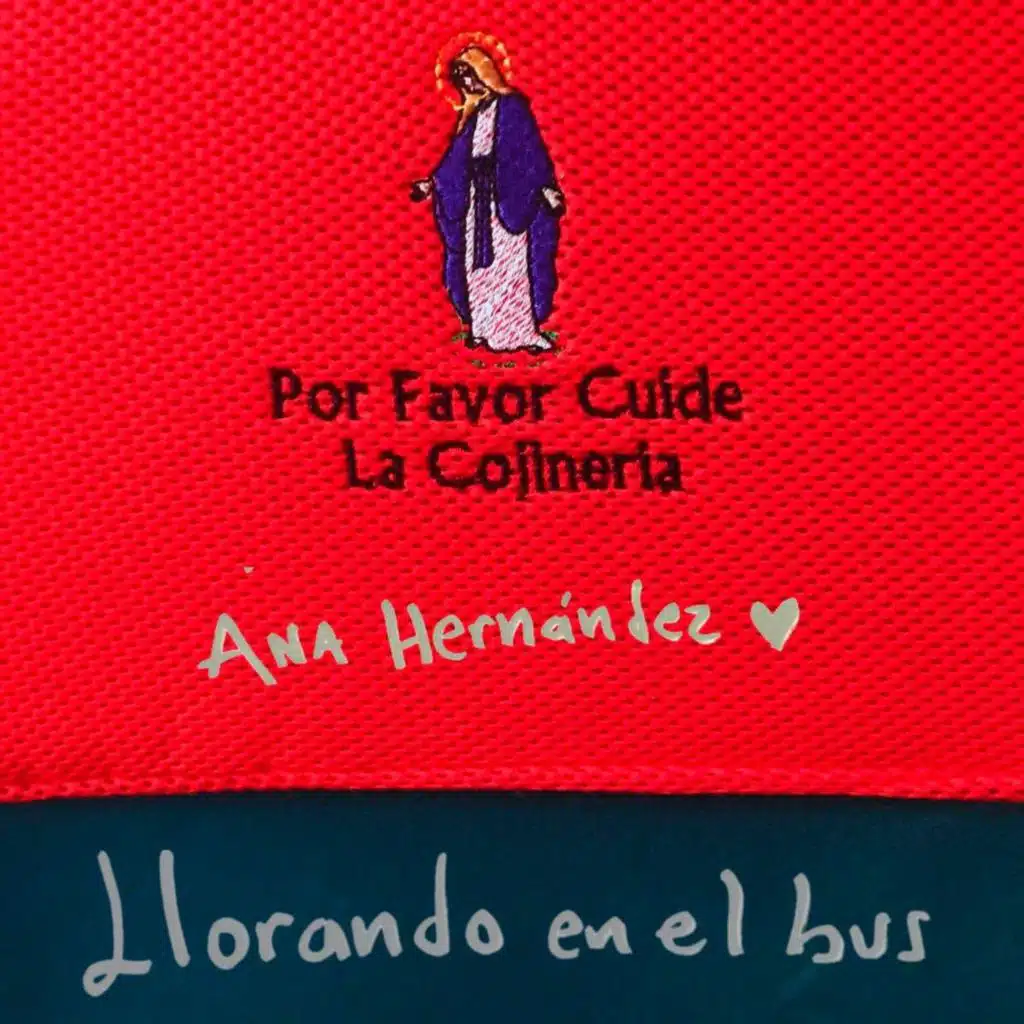 Por Favor Cuide
La Cojineria
Ana Hernández ♥
Llorando en el bus